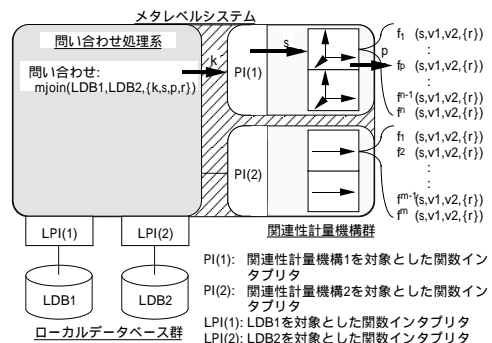 メタレベルシステム
問い合わせ処理系
問い合わせ:
mjoin(LDB1,LDB2,{k,s,p,r})
k
PI(1)
s
p
f1 (s,v1,v2,{r})
:
fp (s,v1,v2,{r})
:
fn-1 (s,v1,v2,{r})
fn (s,v1,v2,{r})
PI(2)
f1 (s,v1,v2,{r})
f2 (s,v1,v2,{r})
:
:
fm-1 (s,v1,v2,{r})
fm (s,v1,v2,{r})
関連性計量機構群
LPI(1)
LPI(2)
LDB1
LDB2
ローカルデータベース群
PI(1): 関連性計量機構1を対象とした関数イン
タプリタ
PI(2): 関連性計量機構2を対象とした関数イン
タプリタ
LPI(1): LDB1を対象とした関数インタプリタ
LPI(2): LDB2を対象とした関数インタプリタ